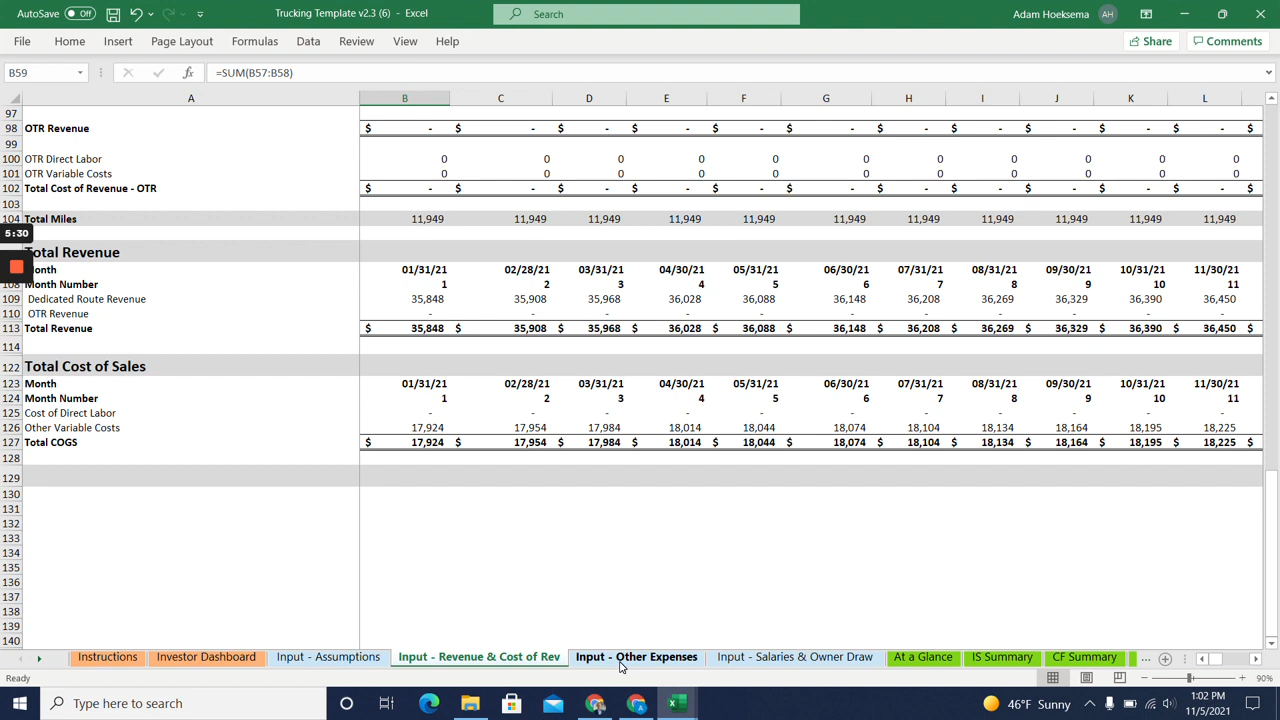 AutoSave Off Trucking Template v2.3 (6) - Excel Search Adam Hoeksema AH
File Home Insert Page Layout Formulas Data Review View Help Share Comments
B59 fx =SUM(B57:B58)
A B C D E F G H I J K L
97
98 OTR Revenue $ - $ - $ - $ - $ - $ - $ - $ - $ - $ - $ - $
99
100 OTR Direct Labor 0 0 0 0 0 0 0 0 0 0 0
101 OTR Variable Costs 0 0 0 0 0 0 0 0 0 0 0
102 Total Cost of Revenue - OTR $ - $ - $ - $ - $ - $ - $ - $ - $ - $ - $ - $
103
104 Total Miles 11,949 11,949 11,949 11,949 11,949 11,949 11,949 11,949 11,949 11,949 11,949
5:30
Total Revenue
Month 01/31/21 02/28/21 03/31/21 04/30/21 05/31/21 06/30/21 07/31/21 08/31/21 09/30/21 10/31/21 11/30/21
108 Month Number 1 2 3 4 5 6 7 8 9 10 11
109 Dedicated Route Revenue 35,848 35,908 35,968 36,028 36,088 36,148 36,208 36,269 36,329 36,390 36,450
110 OTR Revenue - - - - - - - - - - -
113 Total Revenue $ 35,848 $ 35,908 $ 35,968 $ 36,028 $ 36,088 $ 36,148 $ 36,208 $ 36,269 $ 36,329 $ 36,390 $ 36,450 $
114
122 Total Cost of Sales
123 Month 01/31/21 02/28/21 03/31/21 04/30/21 05/31/21 06/30/21 07/31/21 08/31/21 09/30/21 10/31/21 11/30/21
124 Month Number 1 2 3 4 5 6 7 8 9 10 11
125 Cost of Direct Labor - - - - - - - - - - -
126 Other Variable Costs 17,924 17,954 17,984 18,014 18,044 18,074 18,104 18,134 18,164 18,195 18,225
127 Total COGS $ 17,924 $ 17,954 $ 17,984 $ 18,014 $ 18,044 $ 18,074 $ 18,104 $ 18,134 $ 18,164 $ 18,195 $ 18,225 $
128
129
130
131
132
133
134
135
136
137
138
139
140
Instructions Investor Dashboard Input - Assumptions Input - Revenue & Cost of Rev Input - Other Expenses Input - Salaries & Owner Draw At a Glance IS Summary CF Summary ...
Ready 90%
Type here to search 46°F Sunny 1:02 PM
11/5/2021